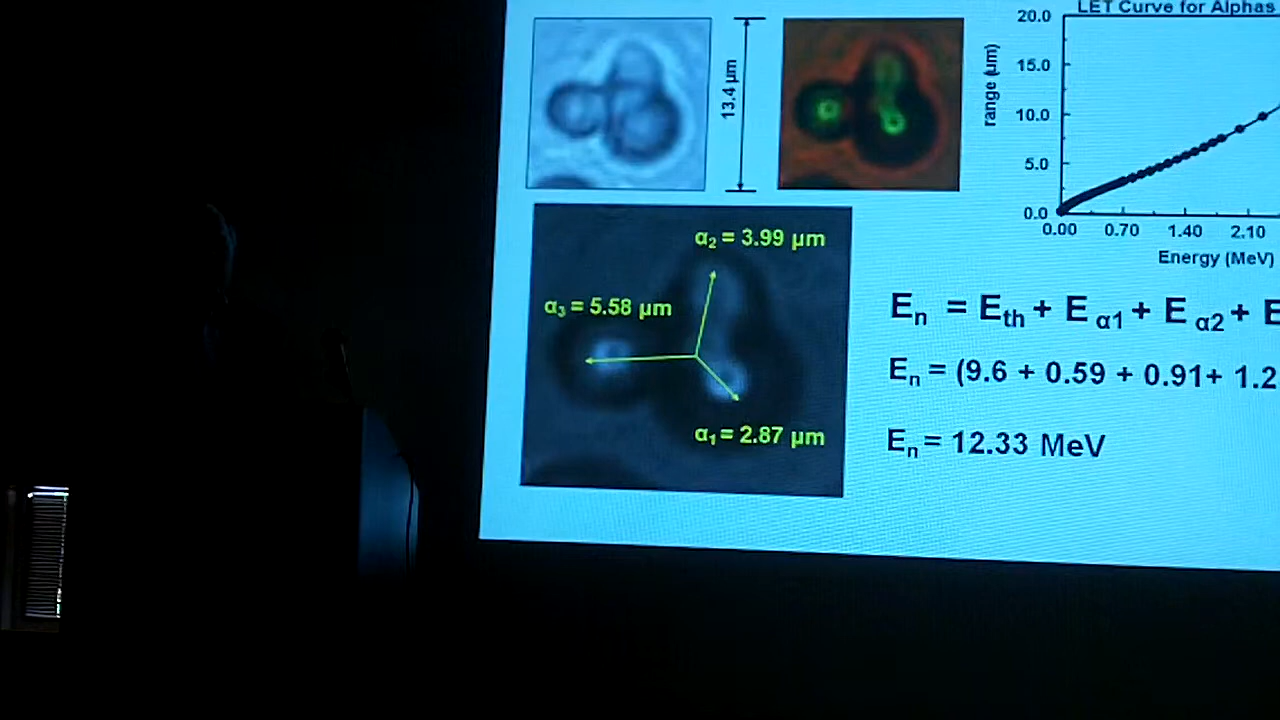 LET Curve for Alphas
20.0
15.0
10.0
5.0
0.0
range (µm)
0.00 0.70 1.40 2.10
Energy (MeV)
13.4 µm
α₂ = 3.99 µm
α₃ = 5.58 µm
α₁ = 2.87 µm
Eₙ = Eth + E α1 + E α2 + E
Eₙ = (9.6 + 0.59 + 0.91+ 1.2
Eₙ = 12.33 MeV